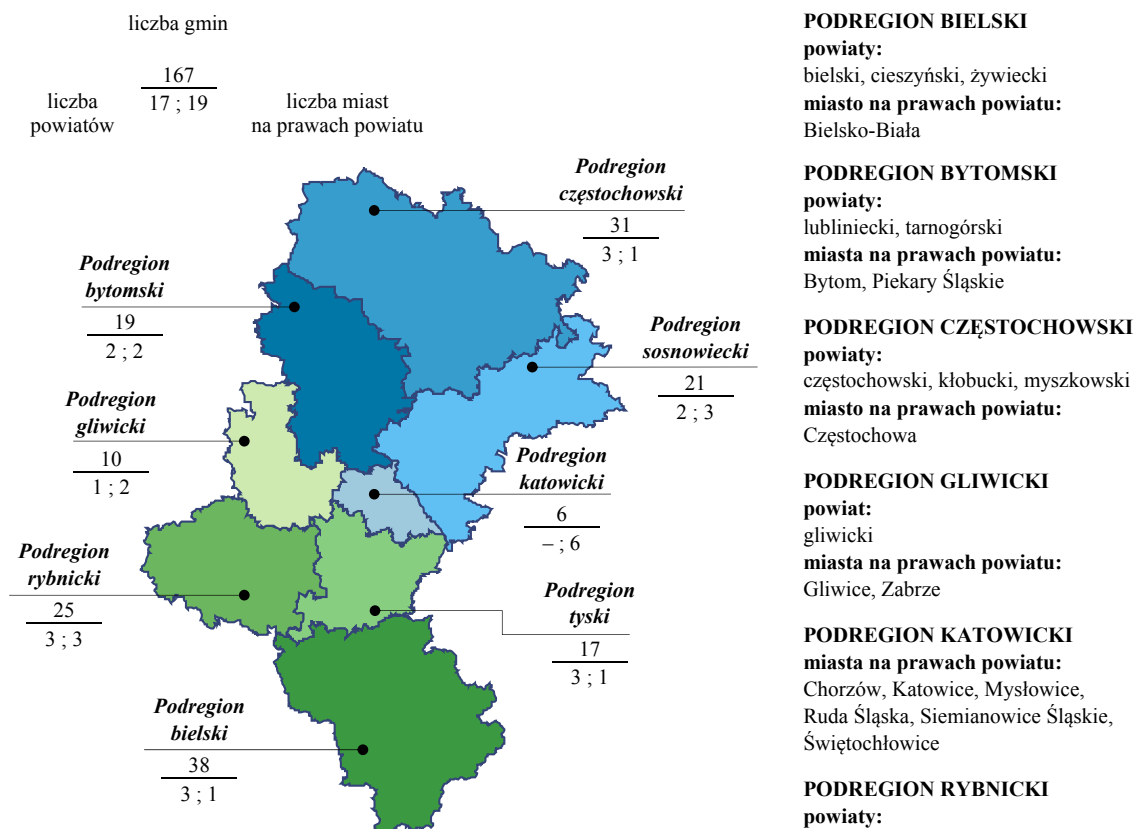 liczba gmin
167
17 ; 19
liczba
powiatów
liczba miast
na prawach powiatu
Podregion
częstochowski
31
3 ; 1
Podregion
bytomski
19
2 ; 2
Podregion
sosnowiecki
21
2 ; 3
Podregion
gliwicki
10
1 ; 2
Podregion
katowicki
6
– ; 6
Podregion
rybnicki
25
3 ; 3
Podregion
tyski
17
3 ; 1
Podregion
bielski
38
3 ; 1
PODREGION BIELSKI
powiaty:
bielski, cieszyński, żywiecki
miasto na prawach powiatu:
Bielsko-Biała
PODREGION BYTOMSKI
powiaty:
lubliniecki, tarnogórski
miasta na prawach powiatu:
Bytom, Piekary Śląskie
PODREGION CZĘSTOCHOWSKI
powiaty:
częstochowski, kłobucki, myszkowski
miasto na prawach powiatu:
Częstochowa
PODREGION GLIWICKI
powiat:
gliwicki
miasta na prawach powiatu:
Gliwice, Zabrze
PODREGION KATOWICKI
miasta na prawach powiatu:
Chorzów, Katowice, Mysłowice,
Ruda Śląska, Siemianowice Śląskie,
Świętochłowice
PODREGION RYBNICKI
powiaty: